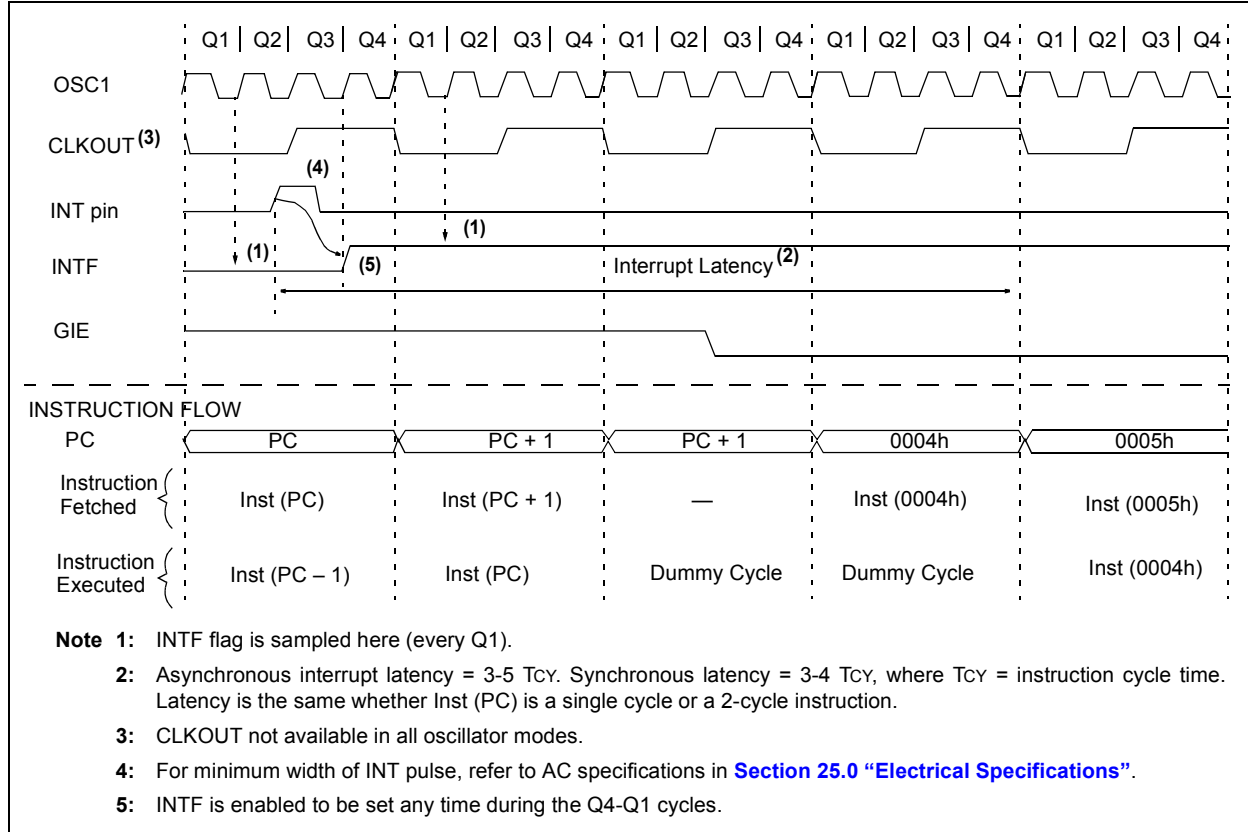 Q1 Q2 Q3 Q4 Q1 Q2 Q3 Q4 Q1 Q2 Q3 Q4 Q1 Q2 Q3 Q4 Q1 Q2 Q3 Q4
OSC1
CLKOUT (3)
(4)
INT pin
(1)
(1)
INTF
(5)
Interrupt Latency (2)
GIE
INSTRUCTION FLOW
PC
PC
PC + 1
PC + 1
0004h
0005h
Instruction
Fetched
Inst (PC)
Inst (PC + 1)
—
Inst (0004h)
Inst (0005h)
Instruction
Executed
Inst (PC – 1)
Inst (PC)
Dummy Cycle
Dummy Cycle
Inst (0004h)
Note 1: INTF flag is sampled here (every Q1).
2: Asynchronous interrupt latency = 3-5 TCY. Synchronous latency = 3-4 TCY, where TCY = instruction cycle time.
Latency is the same whether Inst (PC) is a single cycle or a 2-cycle instruction.
3: CLKOUT not available in all oscillator modes.
4: For minimum width of INT pulse, refer to AC specifications in Section 25.0 “Electrical Specifications”.
5: INTF is enabled to be set any time during the Q4-Q1 cycles.